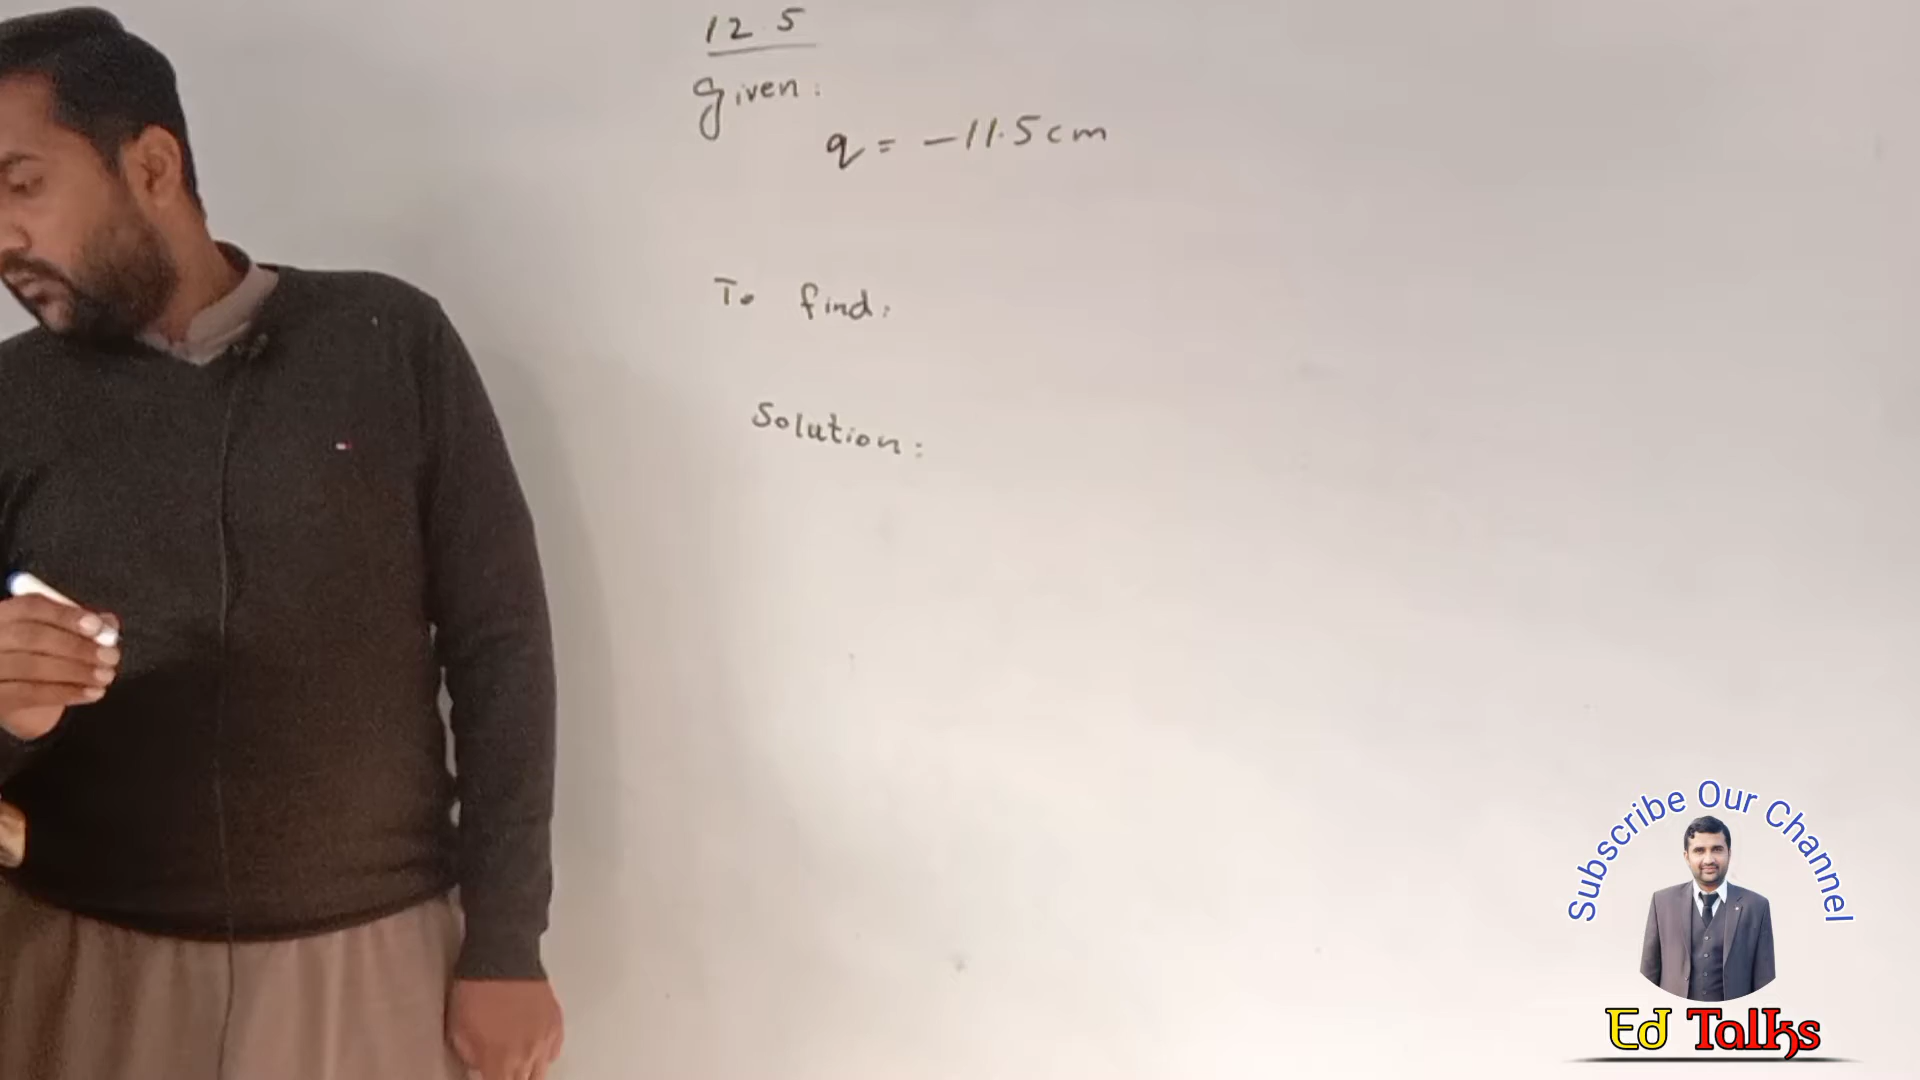 12.5
Given:
q = -11.5cm
To find:
Solution:
Subscribe Our Channel
Ed Talks